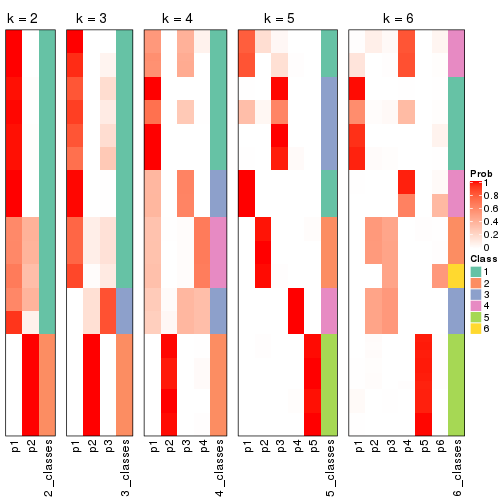 k = 2
k = 3
k = 4
k = 5
k = 6
Prob
1
0.8
0.6
0.4
0.2
0
Class
1
2
3
4
5
6
p1
p2
2_classes
p1
p2
p3
3_classes
p1
p2
p3
p4
4_classes
p1
p2
p3
p4
p5
5_classes
p1
p2
p3
p4
p5
p6
6_classes